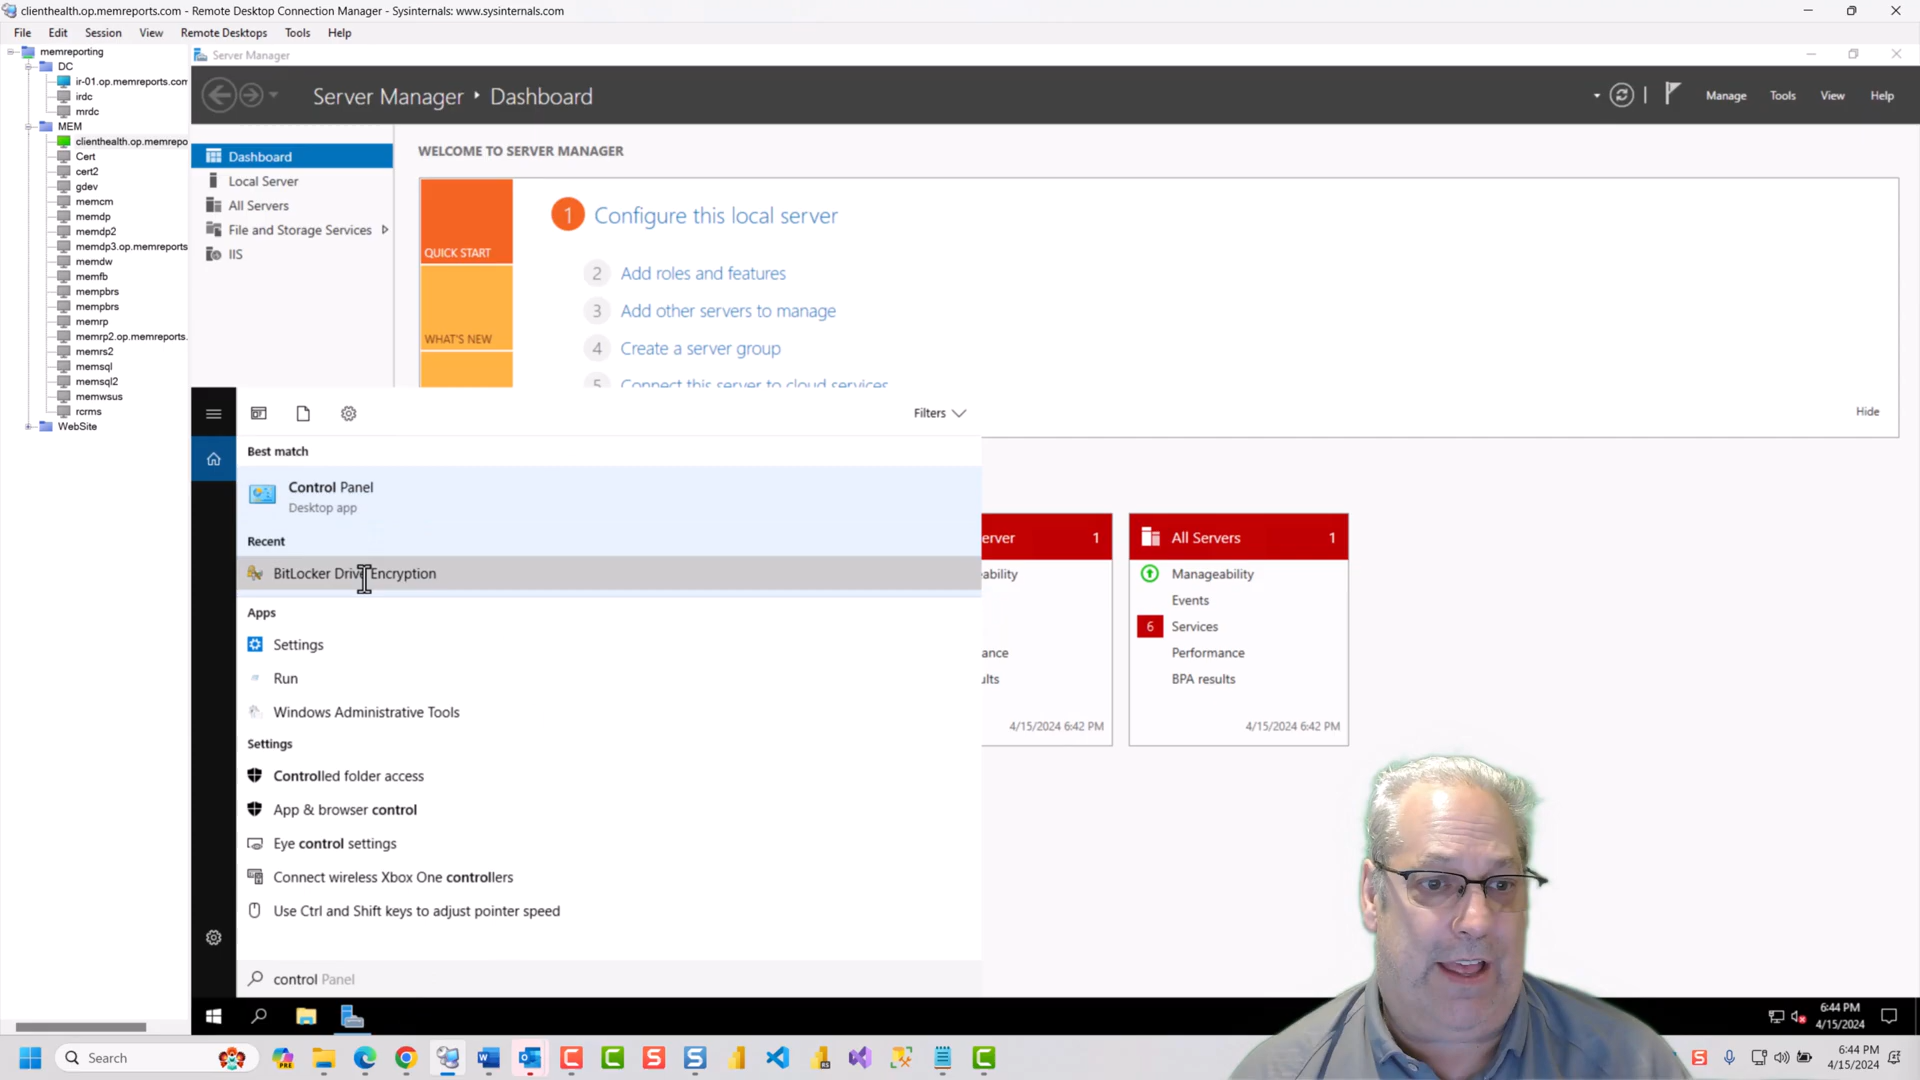 clienthealth.op.memreports.com - Remote Desktop Connection Manager - Sysinternals: www.sysinternals.com
File Edit Session View Remote Desktops Tools Help
memreporting
DC
ir-01.op.memreports.com
irdc
mrdc
MEM
clienthealth.op.memrepo
Cert
cert2
gdev
memcm
memdp
memdp2
memdp3.op.memreports
memdw
memfb
mempbrs
mempbrs
memrp
memrp2.op.memreports.
memrs2
memsql
memsql2
memwsus
rcrms
WebSite
Server Manager
Server Manager Dashboard
Manage Tools View Help
Dashboard
Local Server
All Servers
File and Storage Services
IIS
WELCOME TO SERVER MANAGER
QUICK START
WHAT'S NEW
1 Configure this local server
2 Add roles and features
3 Add other servers to manage
4 Create a server group
5 Connect this server to cloud services
Hide
Filters
Best match
Control Panel
Desktop app
Recent
BitLocker Drive Encryption
Apps
Settings
Run
Windows Administrative Tools
Settings
Controlled folder access
App & browser control
Eye control settings
Connect wireless Xbox One controllers
Use Ctrl and Shift keys to adjust pointer speed
control Panel
erver 1
ability
ance
ults
4/15/2024 6:42 PM
All Servers 1
Manageability
Events
6 Services
Performance
BPA results
4/15/2024 6:42 PM
6:44 PM
4/15/2024
Search
PRE
6:44 PM
4/15/2024